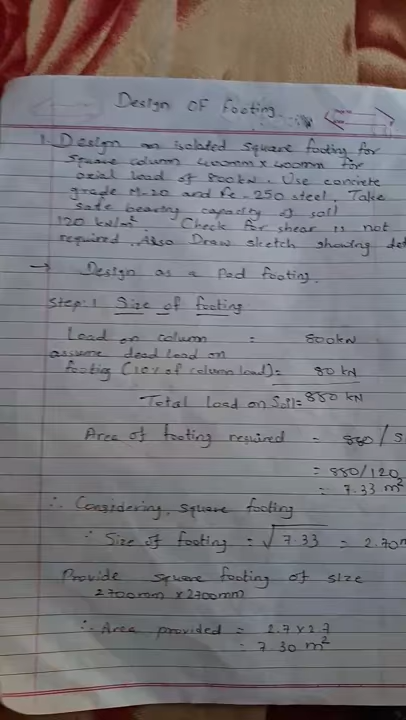 Design OF Footing
1. Design an isolated square footing for
square column 400mm x 400mm for
axial load of 800kN. Use concrete
grade M-20 and Fe-250 steel. Take
safe bearing capacity of soil
120 kN/m². Check for shear is not
required. Also Draw sketch showing det
→ Design as a Pad footing.
Step:1 Size of footing
Load on column = 800kN
assume dead load on
footing (10% of column load) = 80 kN
Total Load on Soil = 880 kN
Area of footing required = 880/S
= 880/120
= 7.33 m²
∴ Considering, square footing
∴ Size of footing = √7.33 = 2.70m
Provide square footing of size
2700mm x 2700mm
∴ Area provided = 2.7 x 2.7
= 7.30 m²